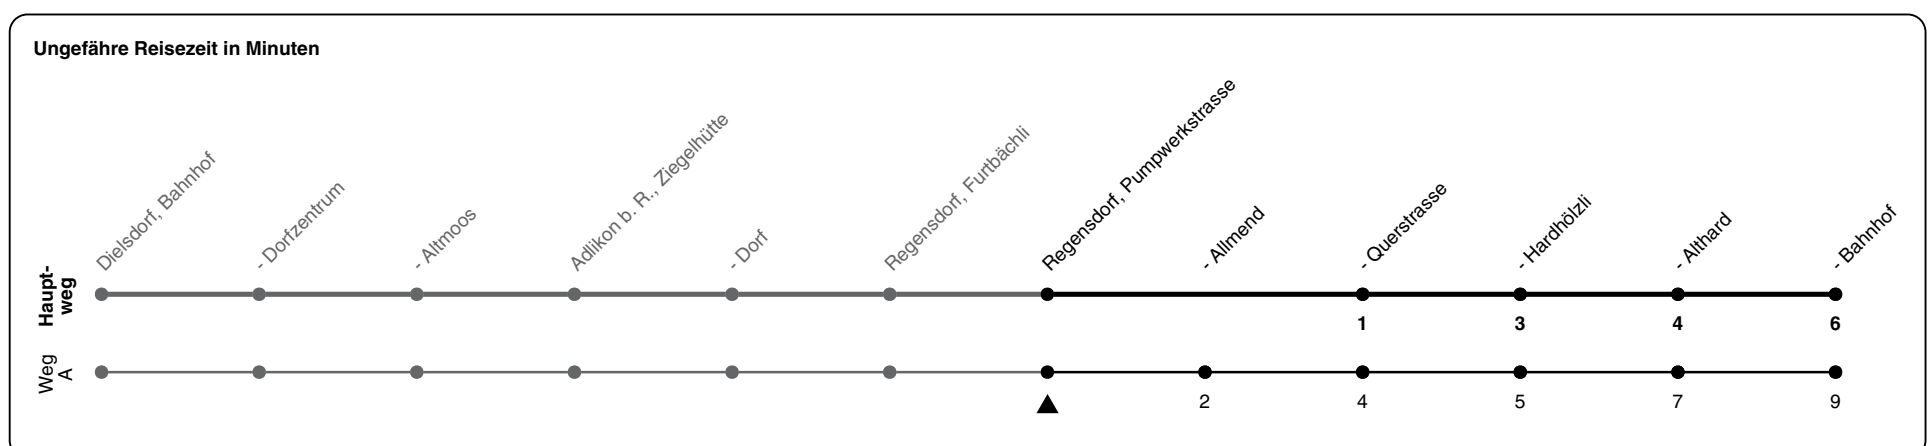 Ungefähre Reisezeit in Minuten
Dielsdorf, Bahnhof
- Dorfzentrum
- Altmoos
Adlikon b. R., Ziegelhütte
- Dorf
Regensdorf, Furtbächli
Regensdorf, Pumpwerkstrasse
- Allmend
- Querstrasse
- Hardhölzli
- Althard
- Bahnhof
Haupt-
weg
1 3 4 6
Weg
A
2 4 5 7 9